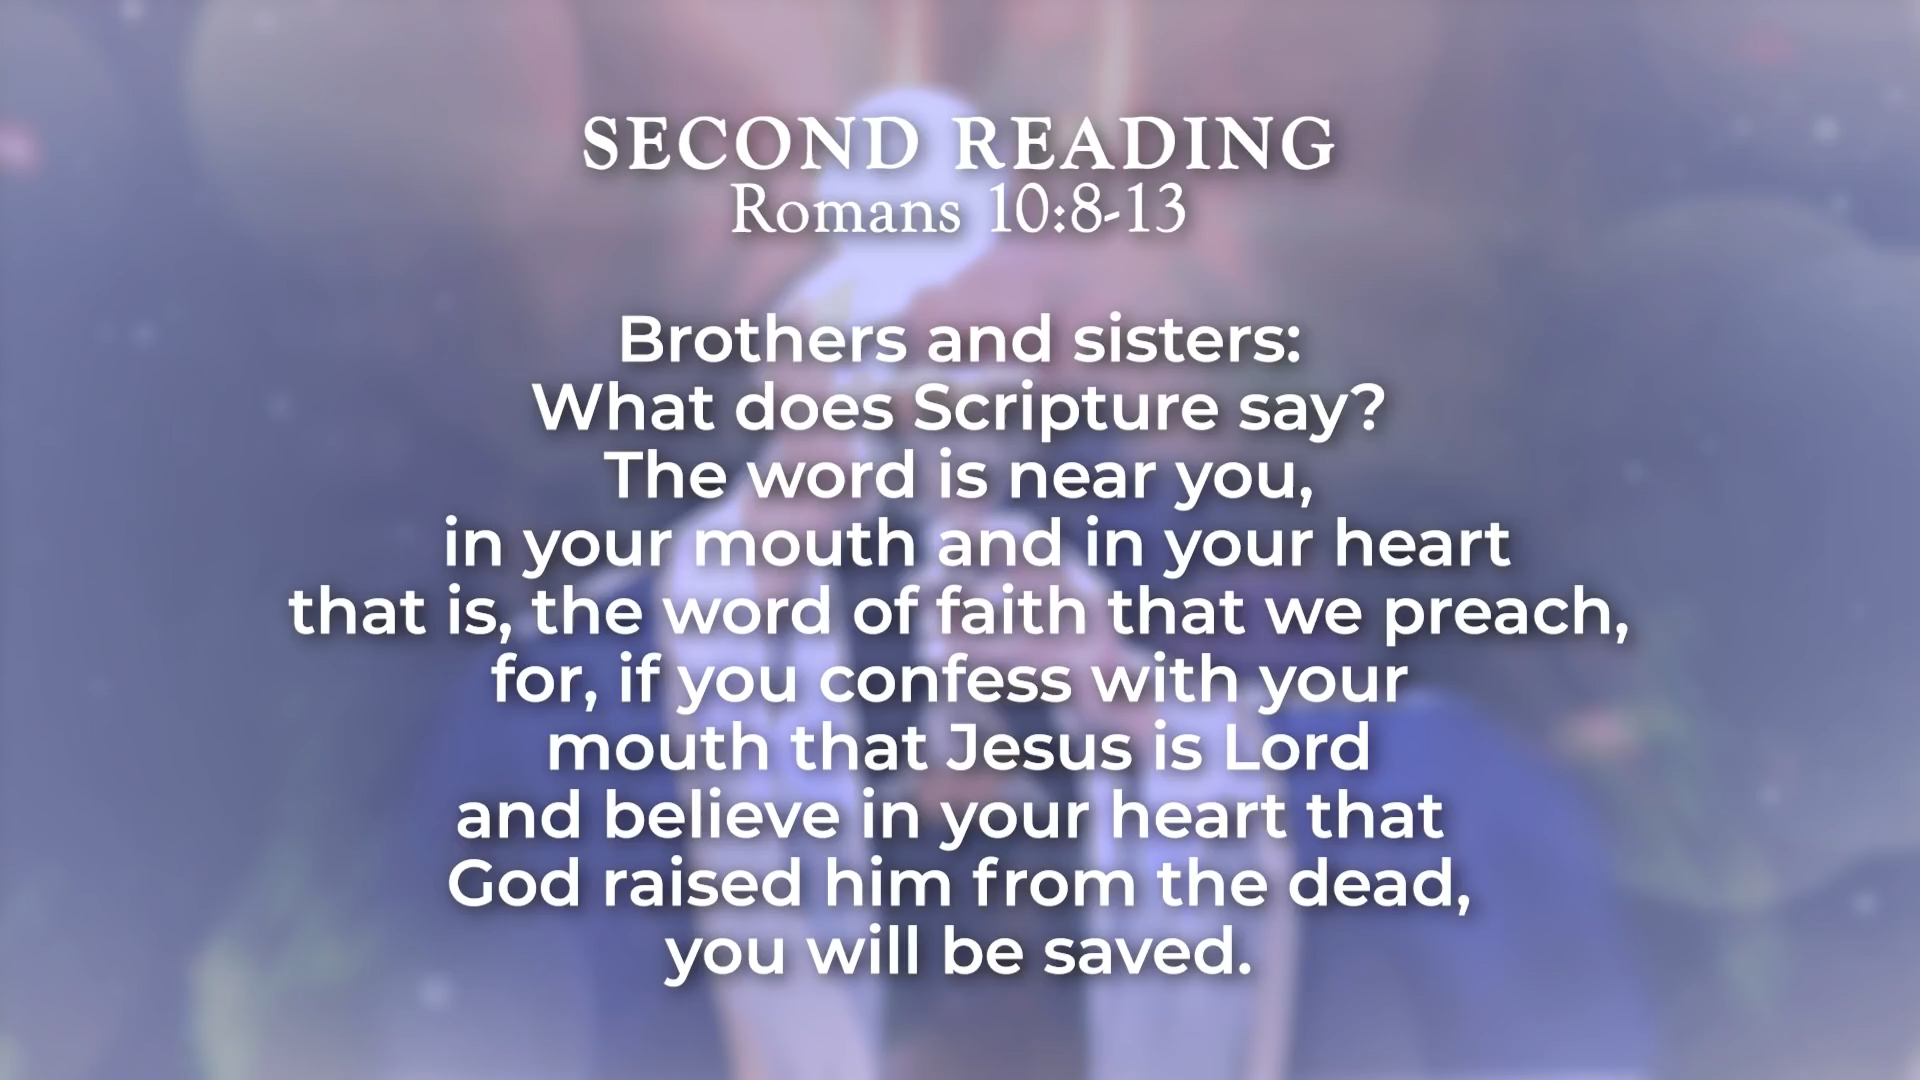 SECOND READING
Romans 10:8-13
Brothers and sisters:
What does Scripture say?
The word is near you,
in your mouth and in your heart
that is, the word of faith that we preach,
for, if you confess with your
mouth that Jesus is Lord
and believe in your heart that
God raised him from the dead,
you will be saved.